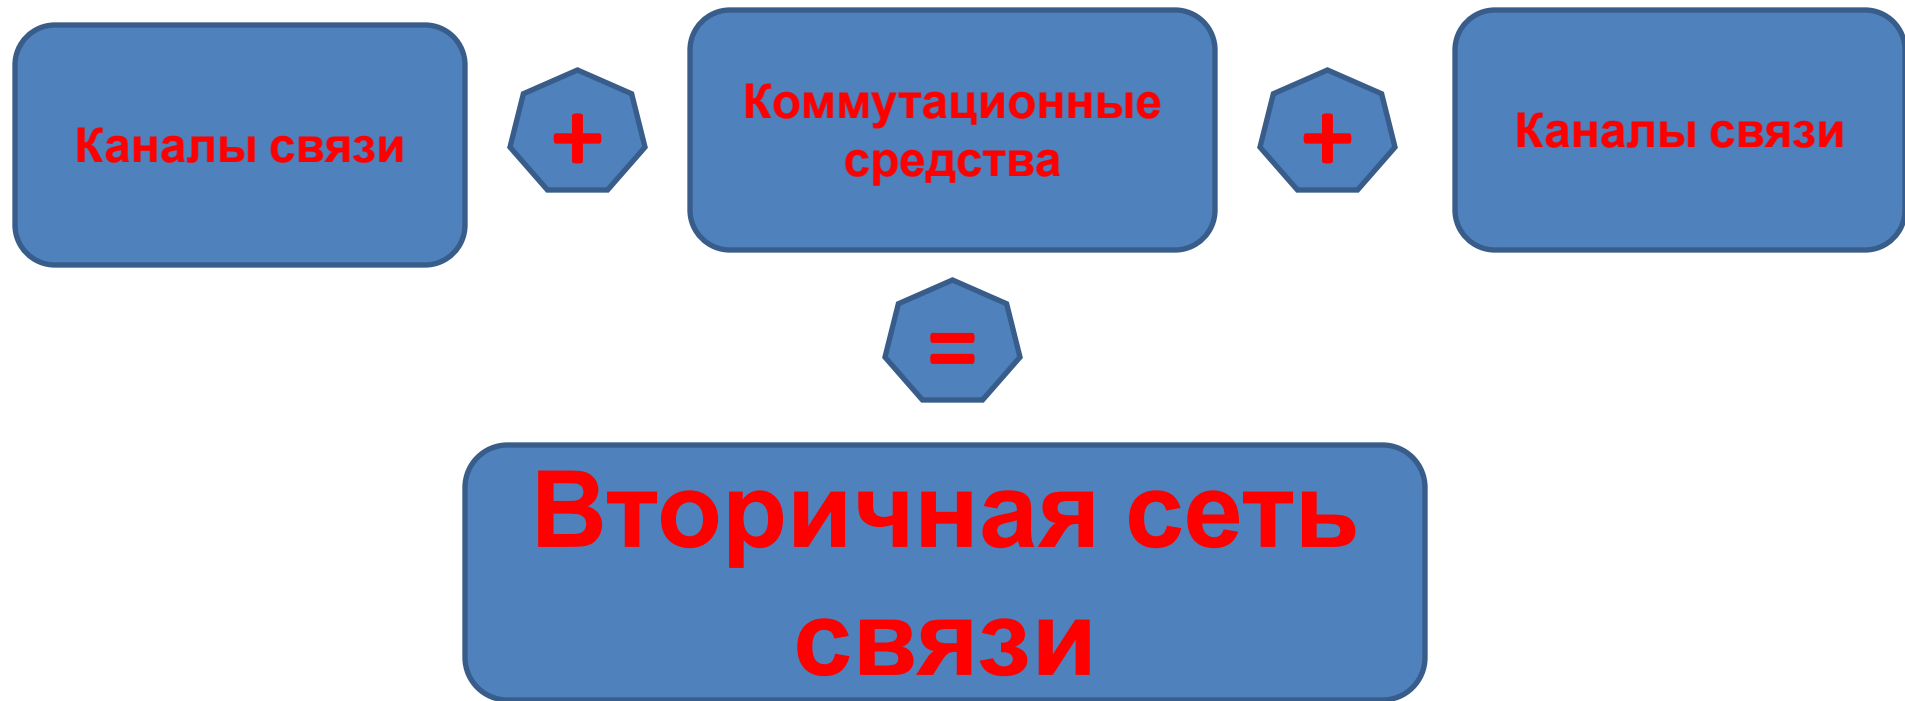 Каналы связи
+
Коммутационные
средства
+
Каналы связи
=
Вторичная сеть
связи